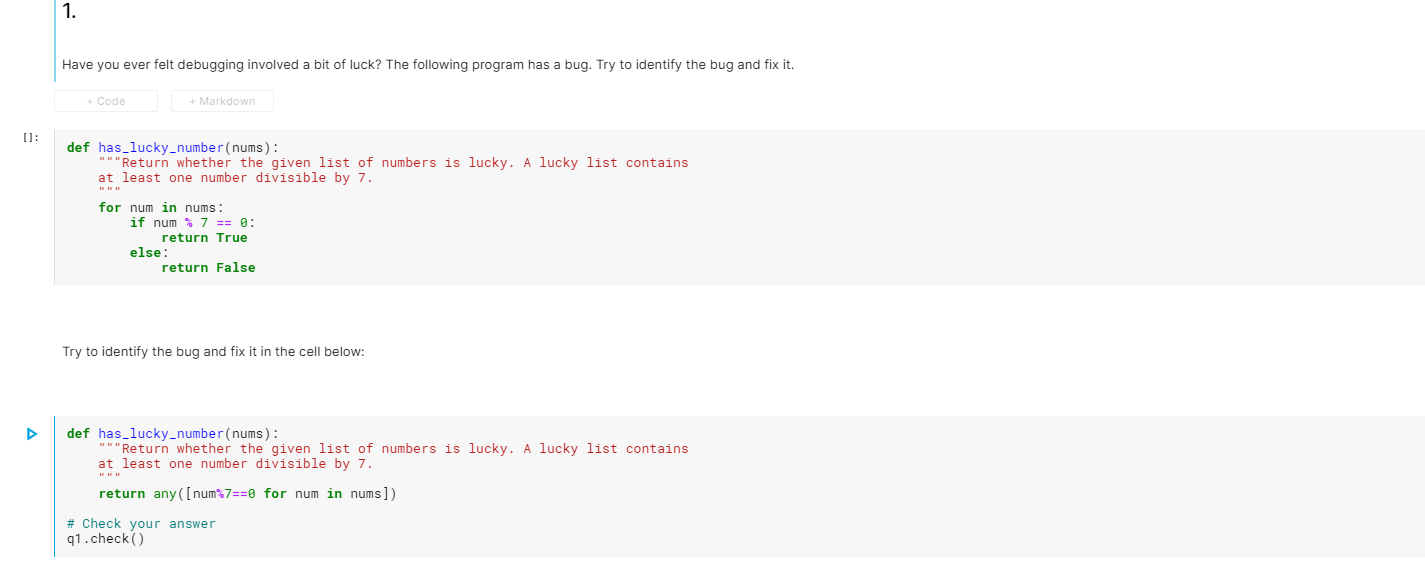 1.
Have you ever felt debugging involved a bit of luck? The following program has a bug. Try to identify the bug and fix it.
+ Code + Markdown
[]:
def has_lucky_number(nums):
    """Return whether the given list of numbers is lucky. A lucky list contains
    at least one number divisible by 7.
    """
    for num in nums:
        if num % 7 == 0:
            return True
        else:
            return False
Try to identify the bug and fix it in the cell below:
def has_lucky_number(nums):
    """Return whether the given list of numbers is lucky. A lucky list contains
    at least one number divisible by 7.
    """
    return any([num%7==0 for num in nums])
# Check your answer
q1.check()